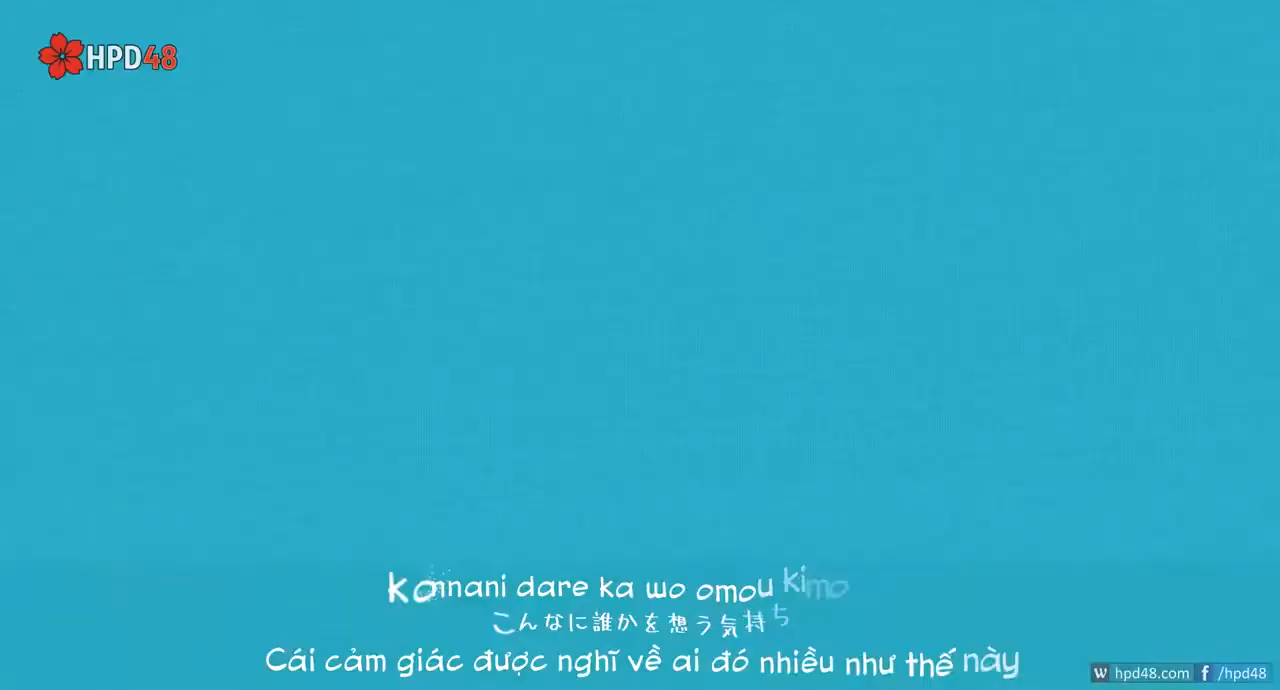 HPD48
Konnani dare ka wo omou kimo
こんなに誰かを想う気持ち
Cái cảm giác được nghĩ về ai đó nhiều như thế này
W hpd48.com f /hpd48